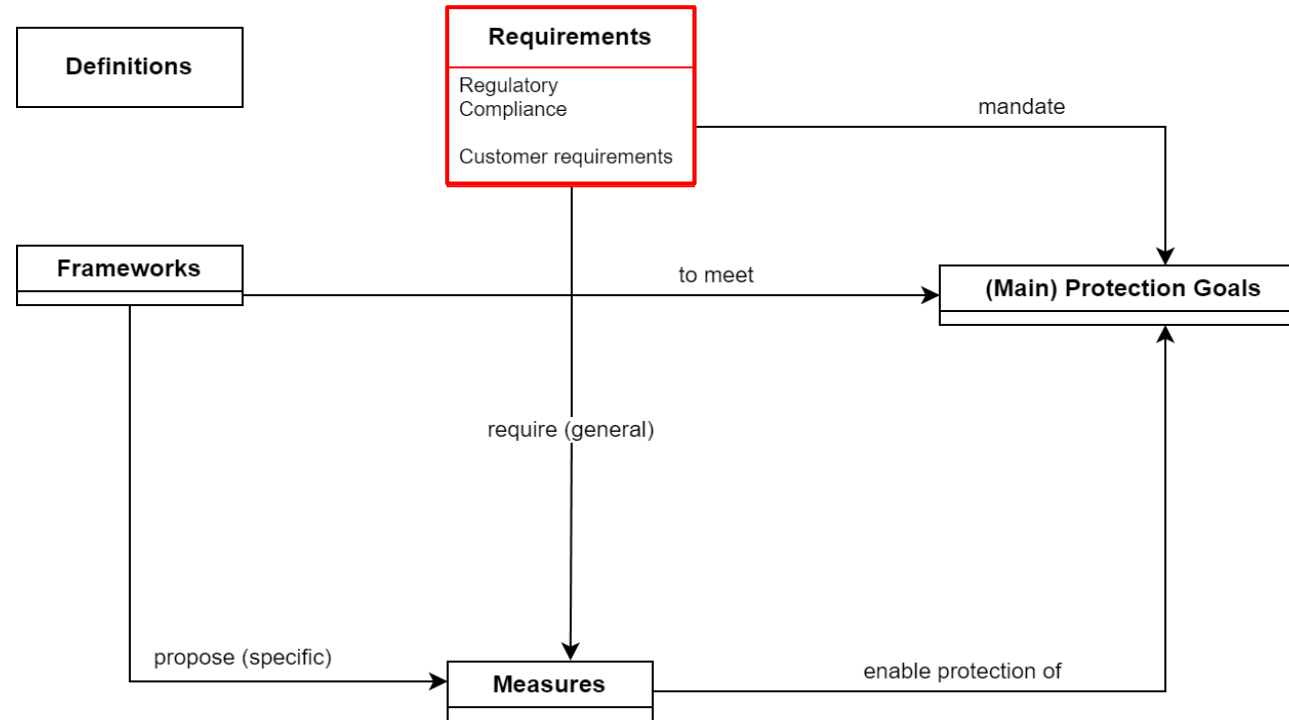 Definitions
Requirements
Regulatory
Compliance
Customer requirements
mandate
Frameworks
to meet
(Main) Protection Goals
require (general)
propose (specific)
Measures
enable protection of